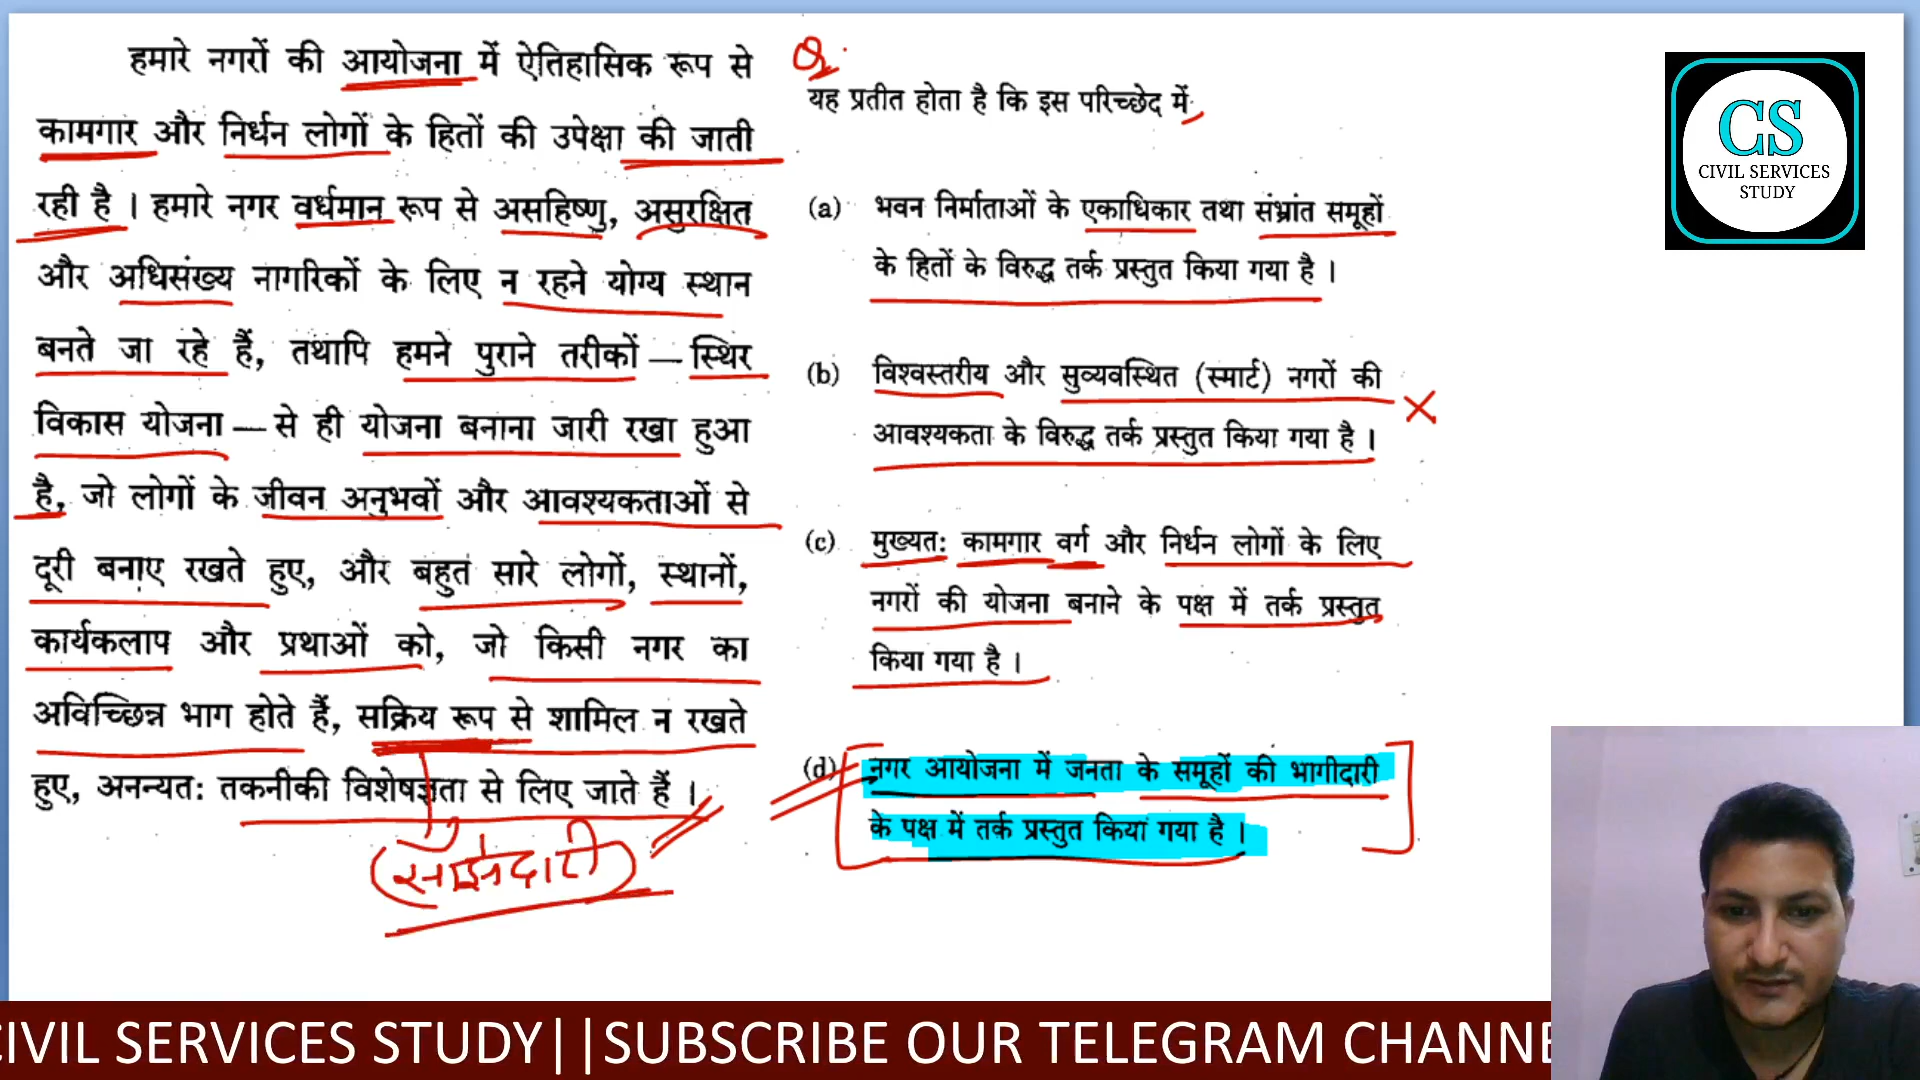 हमारे नगरों की आयोजना में ऐतिहासिक रूप से
कामगार और निर्धन लोगों के हितों की उपेक्षा की जाती
रही है । हमारे नगर वर्धमान रूप से असहिष्णु, असुरक्षित
और अधिसंख्य नागरिकों के लिए न रहने योग्य स्थान
बनते जा रहे हैं, तथापि हमने पुराने तरीकों — स्थिर
विकास योजना — से ही योजना बनाना जारी रखा हुआ
है, जो लोगों के जीवन अनुभवों और आवश्यकताओं से
दूरी बनाए रखते हुए, और बहुत सारे लोगों, स्थानों,
कार्यकलाप और प्रथाओं को, जो किसी नगर का
अविच्छिन्न भाग होते हैं, सक्रिय रूप से शामिल न रखते
हुए, अनन्यतः तकनीकी विशेषज्ञता से लिए जाते हैं ।
(साझेदारी)
Q.
यह प्रतीत होता है कि इस परिच्छेद में,
(a) भवन निर्माताओं के एकाधिकार तथा संभ्रांत समूहों
के हितों के विरुद्ध तर्क प्रस्तुत किया गया है ।
(b) विश्वस्तरीय और सुव्यवस्थित (स्मार्ट) नगरों की
आवश्यकता के विरुद्ध तर्क प्रस्तुत किया गया है ।
(c) मुख्यतः कामगार वर्ग और निर्धन लोगों के लिए
नगरों की योजना बनाने के पक्ष में तर्क प्रस्तुत
किया गया है ।
(d) नगर आयोजना में जनता के समूहों की भागीदारी
के पक्ष में तर्क प्रस्तुत किया गया है ।
CS
CIVIL SERVICES
STUDY
CIVIL SERVICES STUDY||SUBSCRIBE OUR TELEGRAM CHANNE